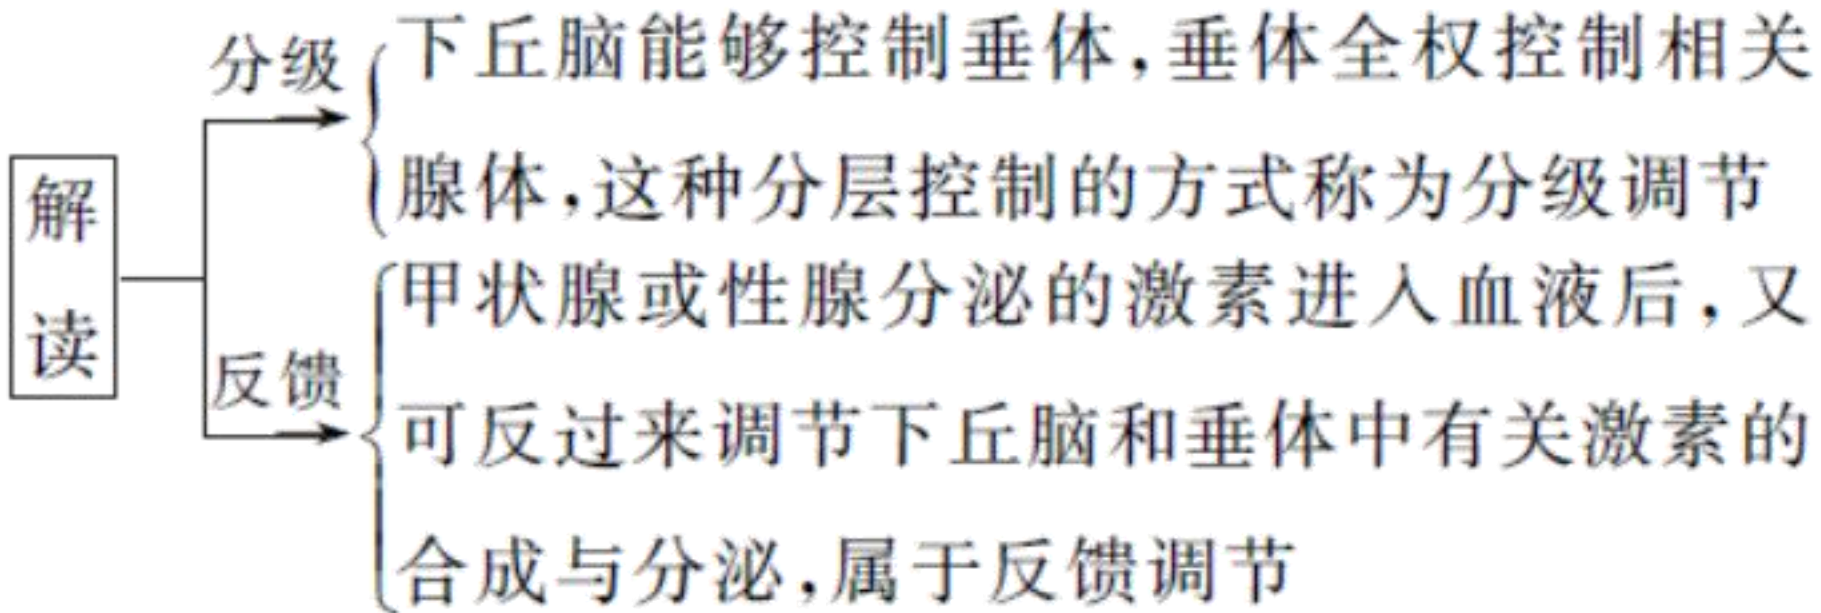 解读
分级
下丘脑能够控制垂体,垂体全权控制相关
腺体,这种分层控制的方式称为分级调节
反馈
甲状腺或性腺分泌的激素进入血液后,又
可反过来调节下丘脑和垂体中有关激素的
合成与分泌,属于反馈调节